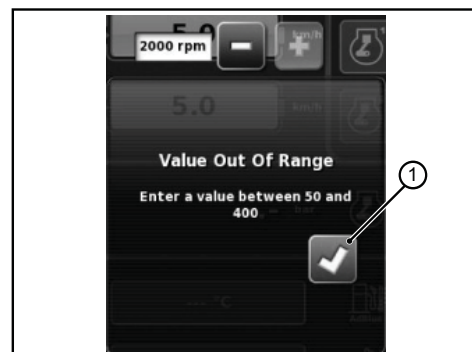 5.0
km/h
2000 rpm
5.0
km/h
Value Out Of Range
Enter a value between 50 and
400
bar
1
--- °C